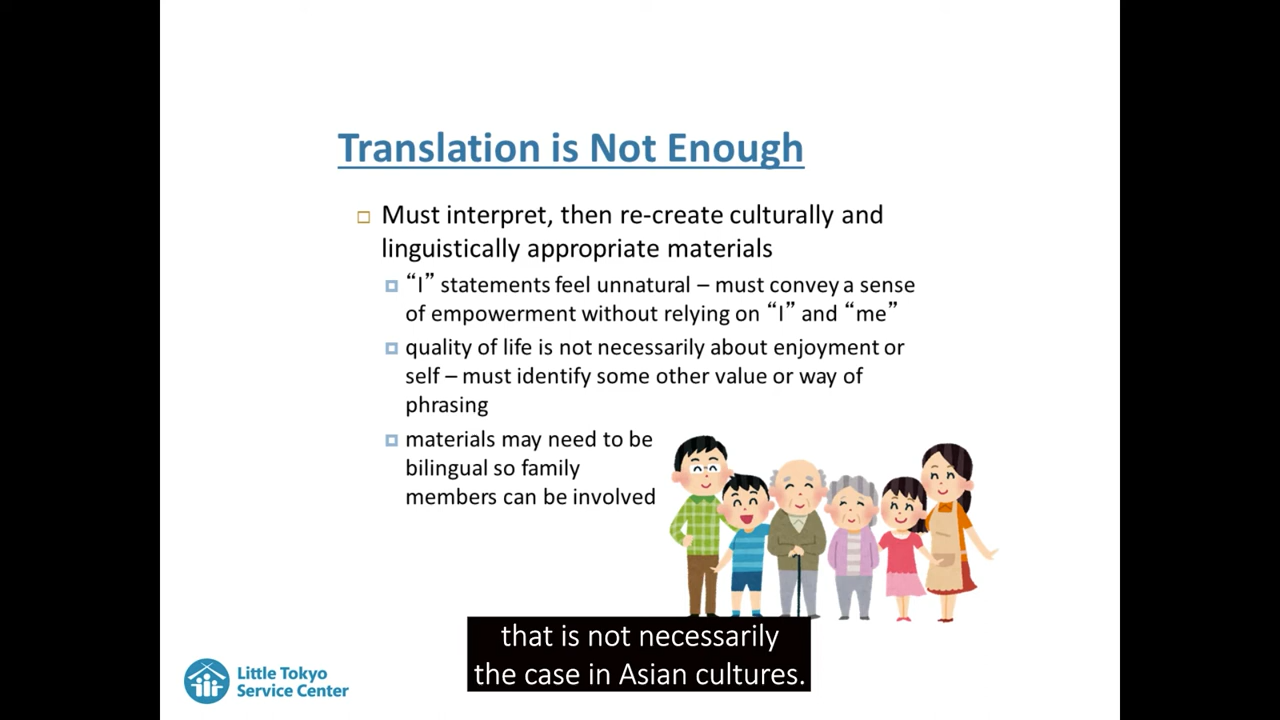 Translation is Not Enough
Must interpret, then re-create culturally and
linguistically appropriate materials
“I” statements feel unnatural – must convey a sense
of empowerment without relying on “I” and “me”
quality of life is not necessarily about enjoyment or
self – must identify some other value or way of
phrasing
materials may need to be
bilingual so family
members can be involved
that is not necessarily
the case in Asian cultures.
Little Tokyo
Service Center